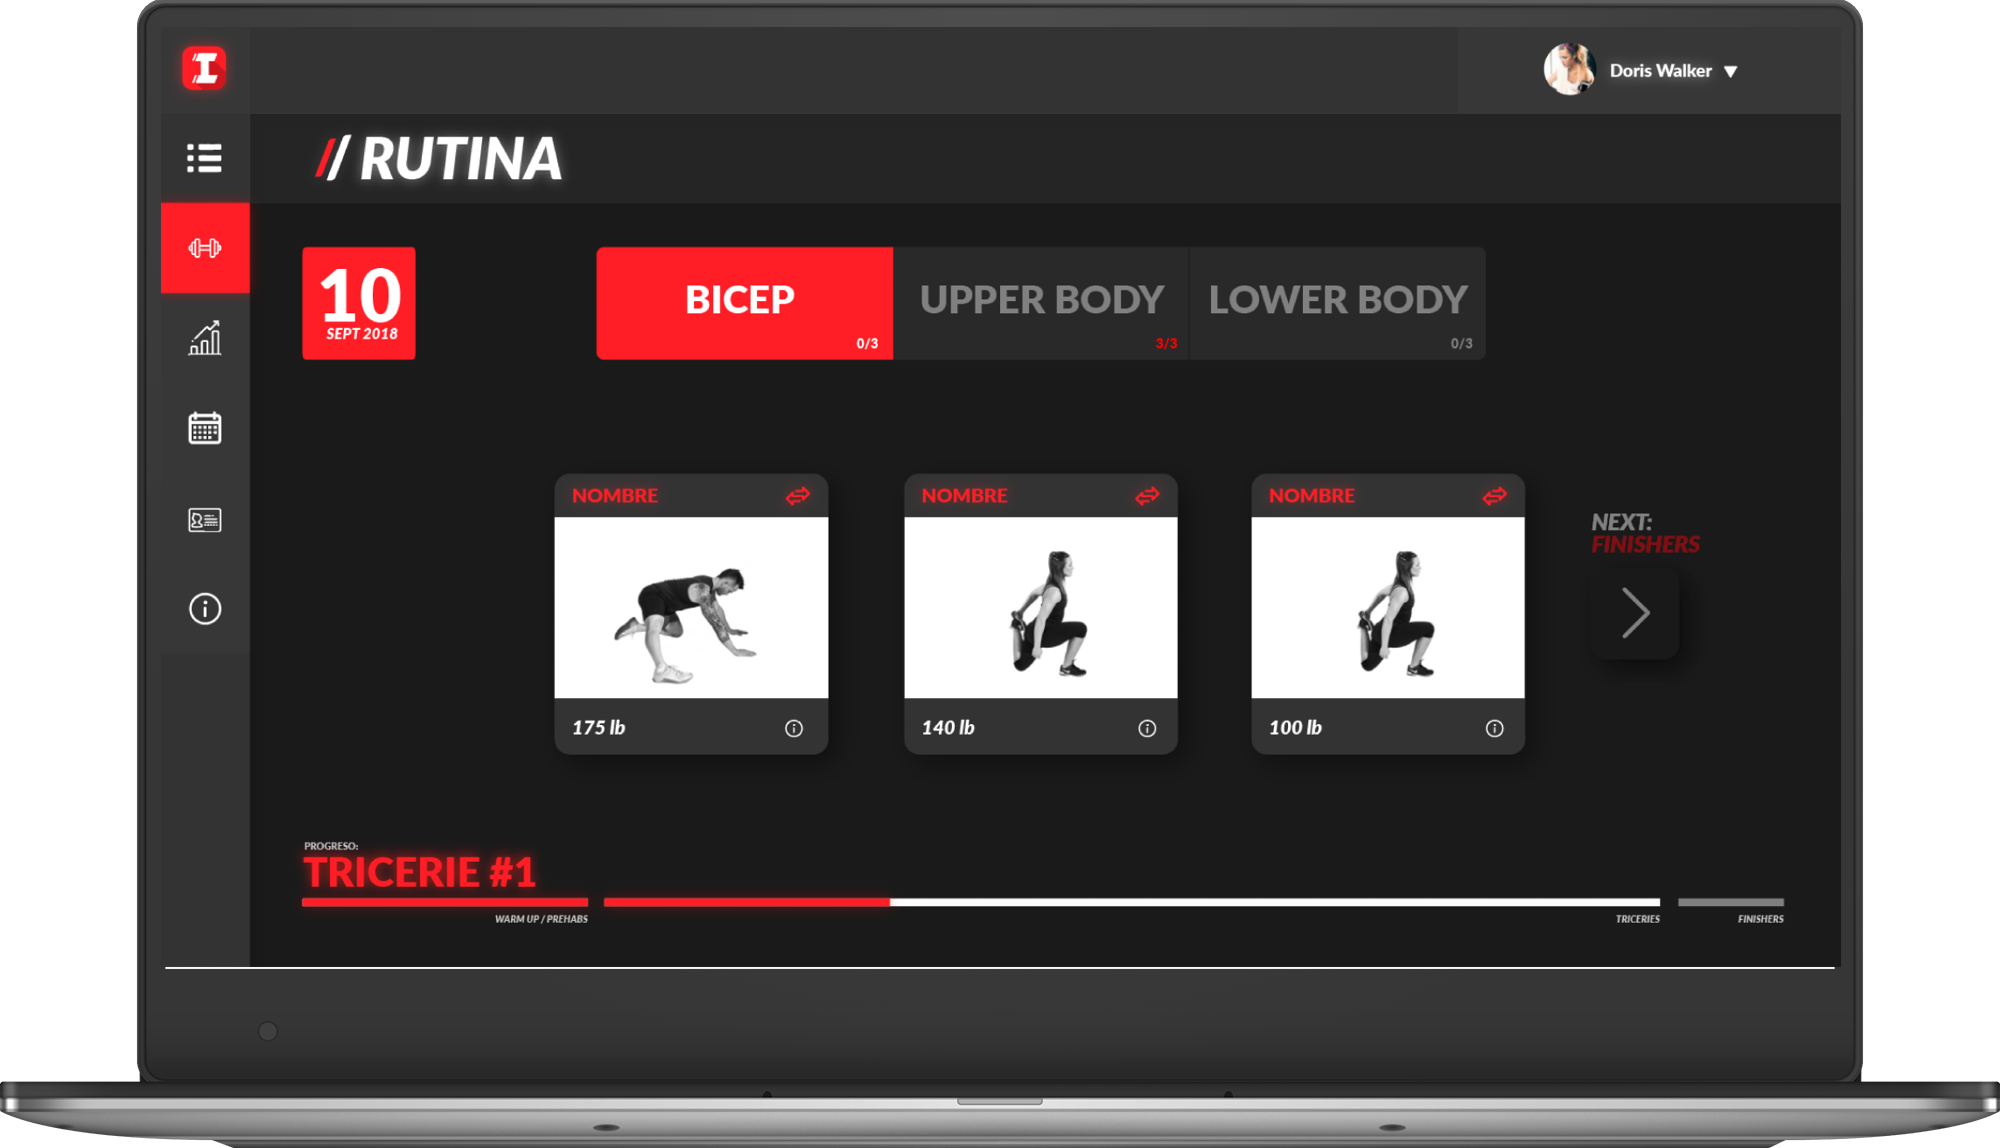 I
Doris Walker
// RUTINA
10
SEPT 2018
BICEP
0/3
UPPER BODY
3/3
LOWER BODY
0/3
NOMBRE
175 lb
NOMBRE
140 lb
NOMBRE
100 lb
NEXT:
FINISHERS
PROGRESO:
TRICERIE #1
WARM UP / PREHABS
TRICERIES
FINISHERS